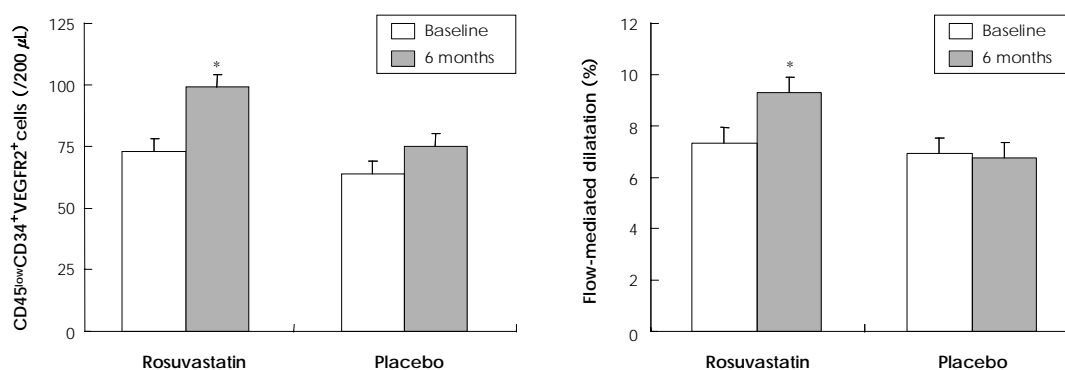 125
100
75
50
25
0
CD45lowCD34+VEGFR2+ cells (/200 μL)
Baseline
6 months
*
Rosuvastatin
Placebo
12
10
8
6
4
2
0
Flow-mediated dilatation (%)
Baseline
6 months
*
Rosuvastatin
Placebo